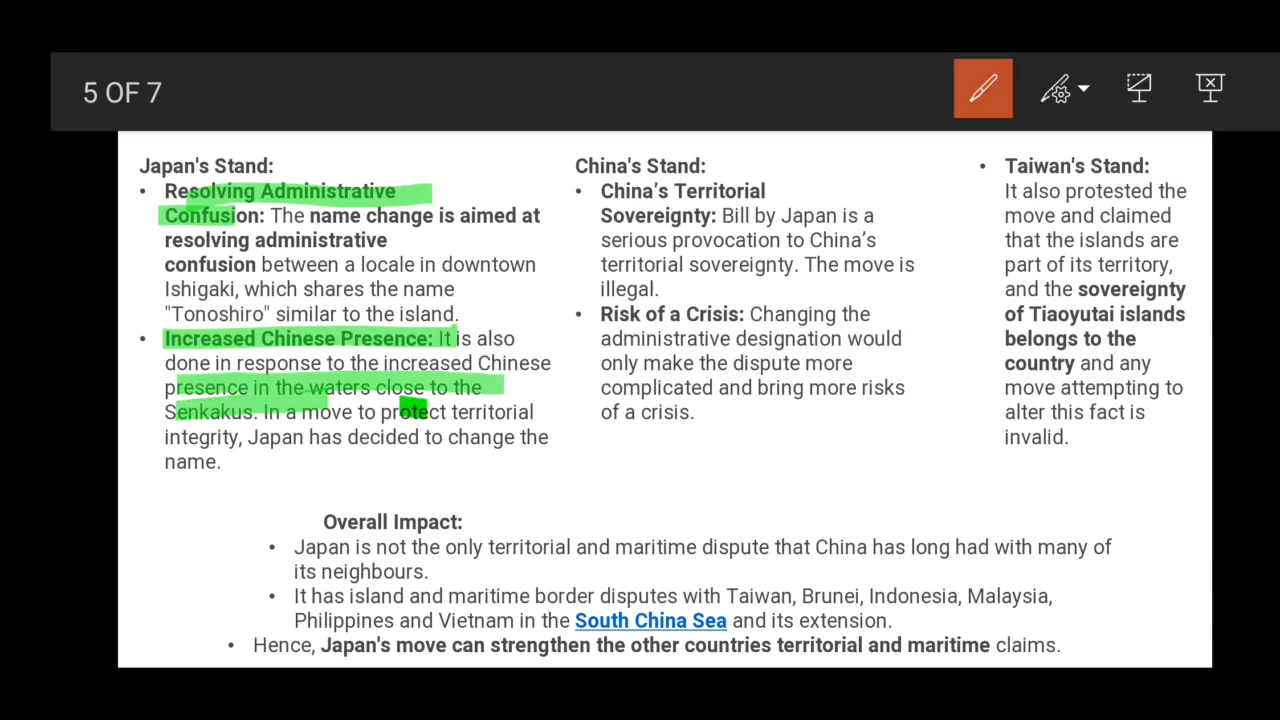 5 OF 7
Japan's Stand:
• Resolving Administrative
Confusion: The name change is aimed at
resolving administrative
confusion between a locale in downtown
Ishigaki, which shares the name
"Tonoshiro" similar to the island.
• Increased Chinese Presence: It is also
done in response to the increased Chinese
presence in the waters close to the
Senkakus. In a move to protect territorial
integrity, Japan has decided to change the
name.
China's Stand:
• China’s Territorial
Sovereignty: Bill by Japan is a
serious provocation to China’s
territorial sovereignty. The move is
illegal.
• Risk of a Crisis: Changing the
administrative designation would
only make the dispute more
complicated and bring more risks
of a crisis.
• Taiwan's Stand:
It also protested the
move and claimed
that the islands are
part of its territory,
and the sovereignty
of Tiaoyutai islands
belongs to the
country and any
move attempting to
alter this fact is
invalid.
Overall Impact:
• Japan is not the only territorial and maritime dispute that China has long had with many of
its neighbours.
• It has island and maritime border disputes with Taiwan, Brunei, Indonesia, Malaysia,
Philippines and Vietnam in the South China Sea and its extension.
• Hence, Japan's move can strengthen the other countries territorial and maritime claims.